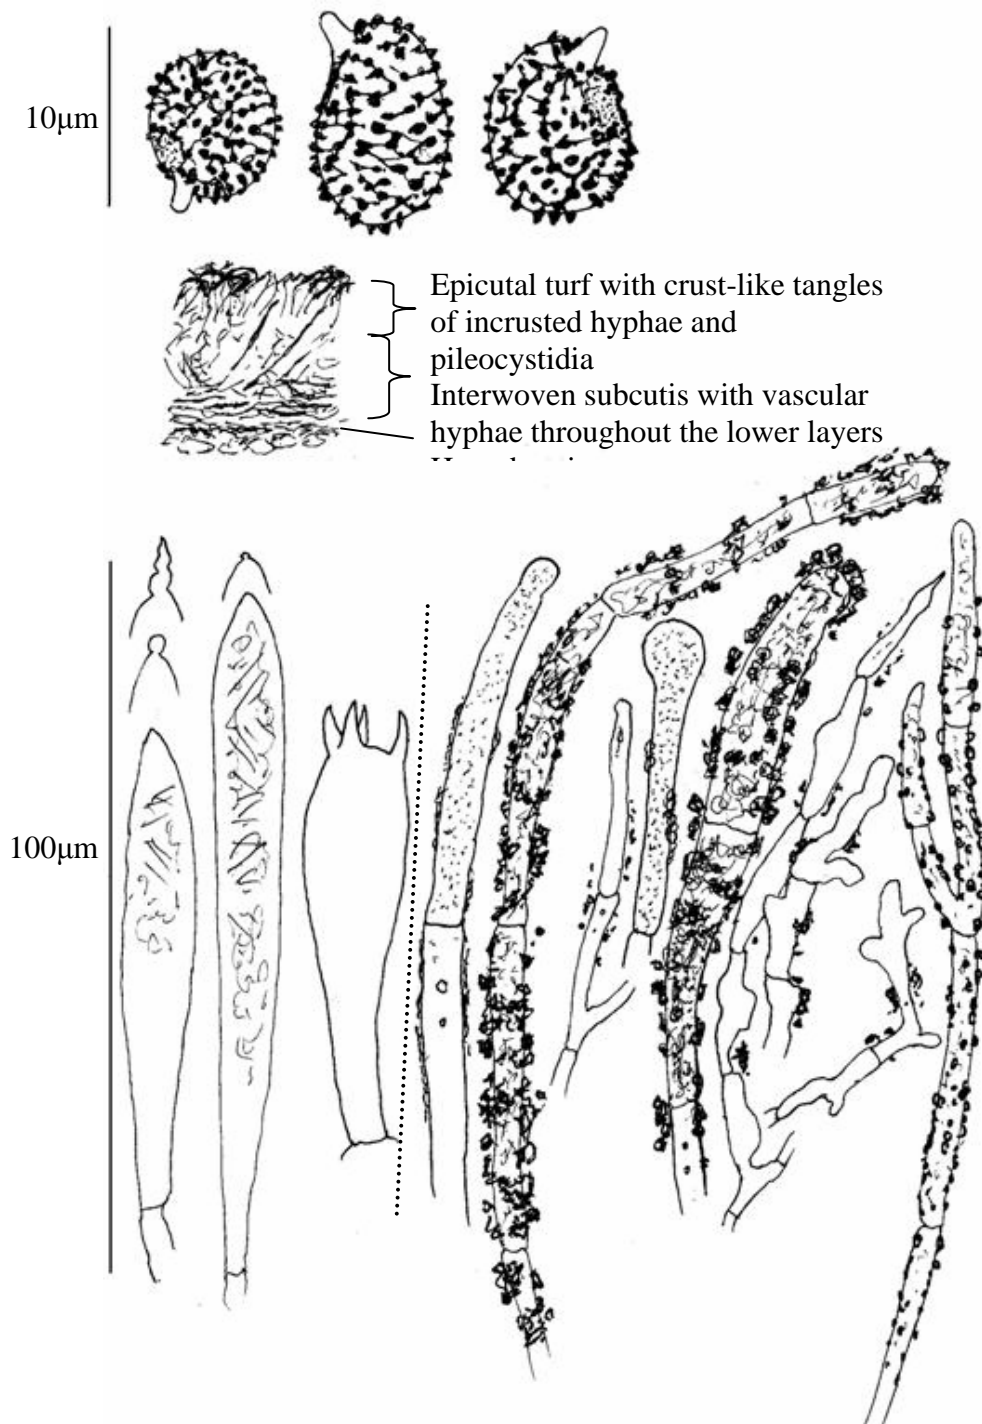 10μm
Epicutal turf with crust-like tangles
of incrusted hyphae and
pileocystidia
Interwoven subcutis with vascular
hyphae throughout the lower layers
100μm